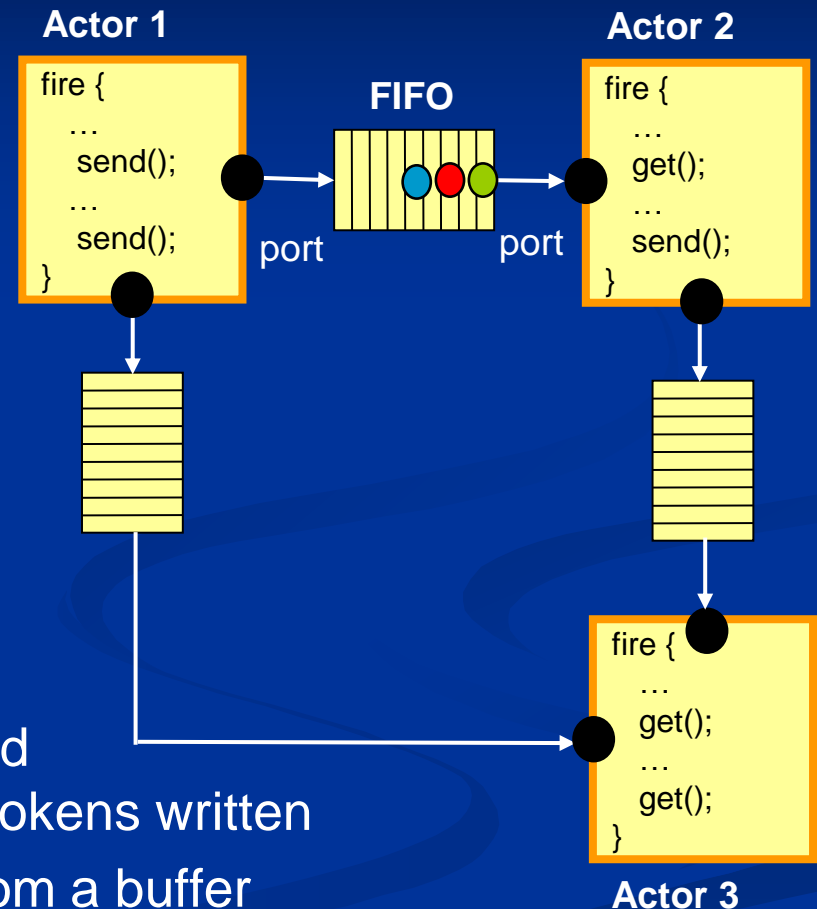 Actor 1
fire {
…
send();
…
send();
}
port
FIFO
port
Actor 2
fire {
…
get();
…
send();
}
fire {
…
get();
…
get();
}
Actor 3
d
okens written
om a buffer